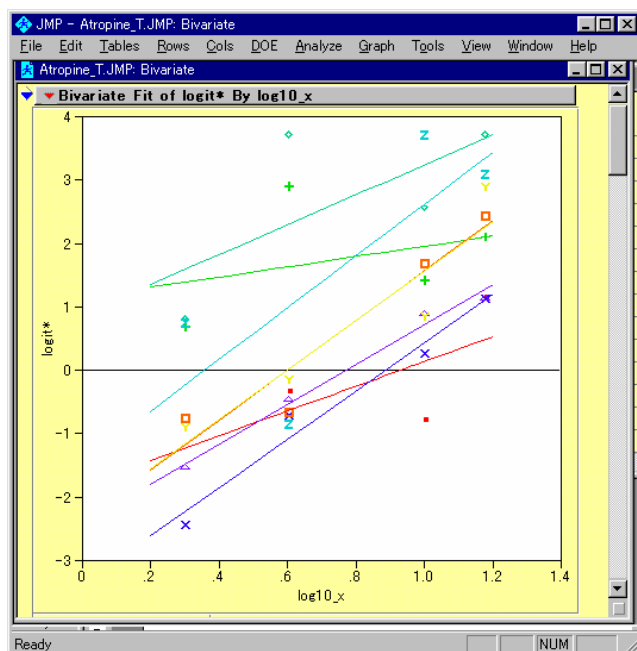 JMP - Atropine_T.JMP: Bivariate
File Edit Tables Rows Cols DOE Analyze Graph Tools View Window Help
Atropine_T.JMP: Bivariate
Bivariate Fit of logit* By log10_x
4
3
2
1
0
-1
-2
-3
logit*
0 .2 .4 .6 .8 1.0 1.2 1.4
log10_x
Ready NUM